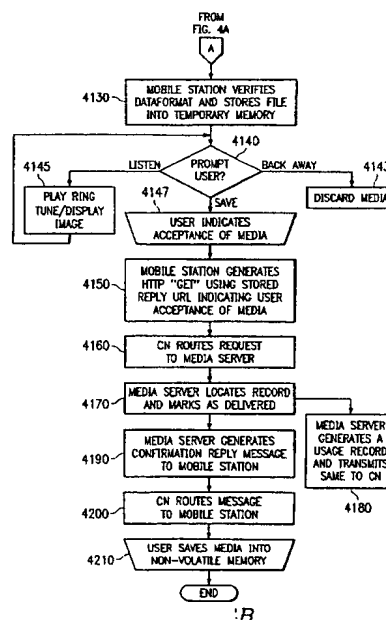 FROM
FIG. 4A
A
4130
MOBILE STATION VERIFIES
DATAFORMAT AND STORES FILE
INTO TEMPORARY MEMORY
4140
PROMPT
USER?
LISTEN
BACK AWAY
SAVE
4145
PLAY RING
TUNE/DISPLAY
IMAGE
4143
DISCARD MEDIA
4147
USER INDICATES
ACCEPTANCE OF MEDIA
4150
MOBILE STATION GENERATES
HTTP "GET" USING STORED
REPLY URL INDICATING USER
ACCEPTANCE OF MEDIA
4160
CN ROUTES REQUEST
TO MEDIA SERVER
4170
MEDIA SERVER LOCATES RECORD
AND MARKS AS DELIVERED
MEDIA SERVER
GENERATES A
USAGE RECORD
AND TRANSMITS
SAME TO CN
4180
4190
MEDIA SERVER GENERATES
CONFIRMATION REPLY MESSAGE
TO MOBILE STATION
4200
CN ROUTES MESSAGE
TO MOBILE STATION
4210
USER SAVES MEDIA INTO
NON-VOLATILE MEMORY
END
B